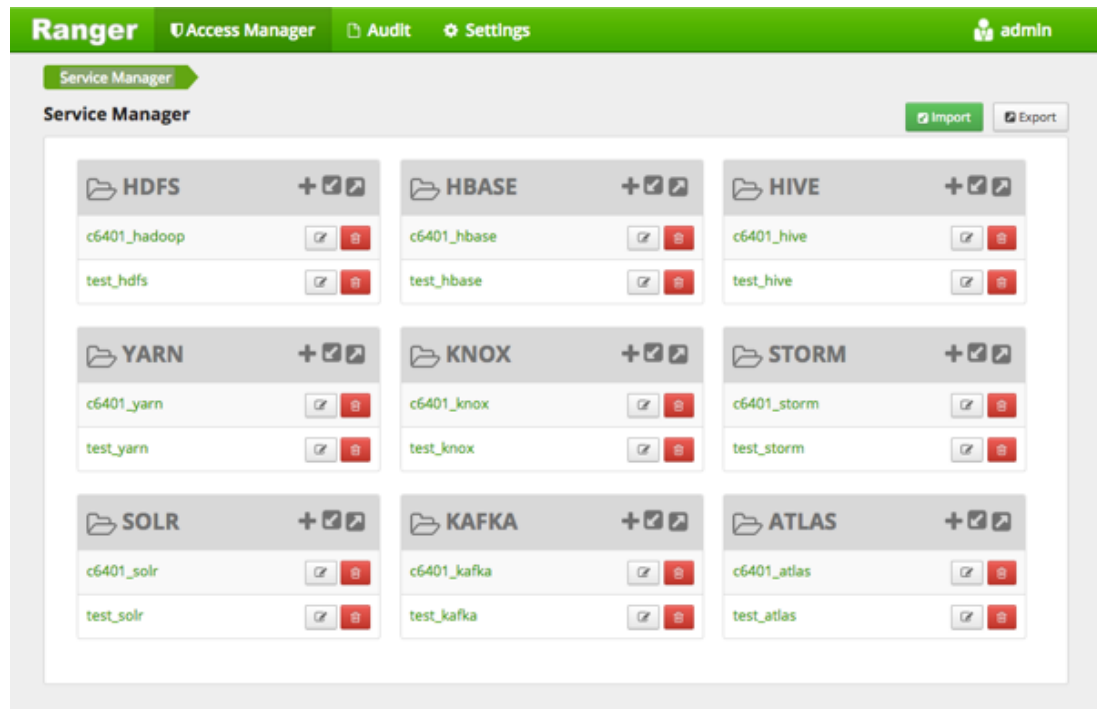 Ranger Access Manager Audit Settings admin
Service Manager
Service Manager Import Export
HDFS HBASE HIVE
c6401_hadoop c6401_hbase c6401_hive
test_hdfs test_hbase test_hive
YARN KNOX STORM
c6401_yarn c6401_knox c6401_storm
test_yarn test_knox test_storm
SOLR KAFKA ATLAS
c6401_solr c6401_kafka c6401_atlas
test_solr test_kafka test_atlas